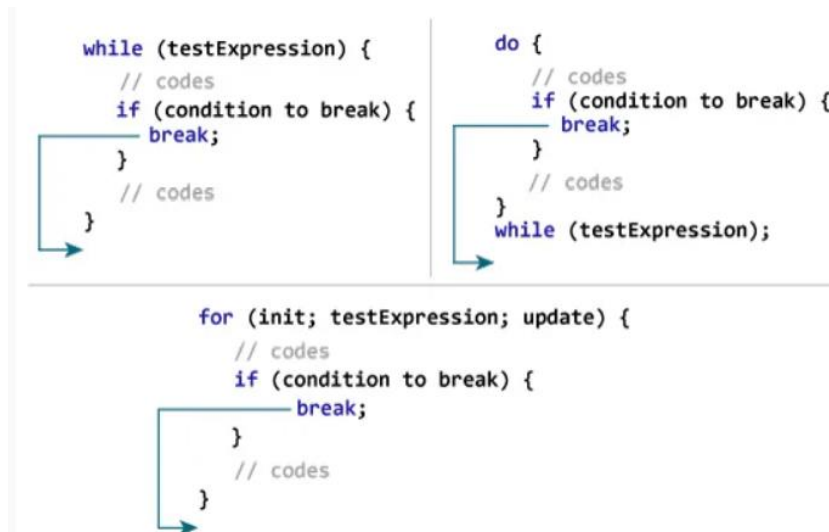 while (testExpression) {
// codes
if (condition to break) {
break;
}
// codes
}
do {
// codes
if (condition to break) {
break;
}
// codes
}
while (testExpression);
for (init; testExpression; update) {
// codes
if (condition to break) {
break;
}
// codes
}